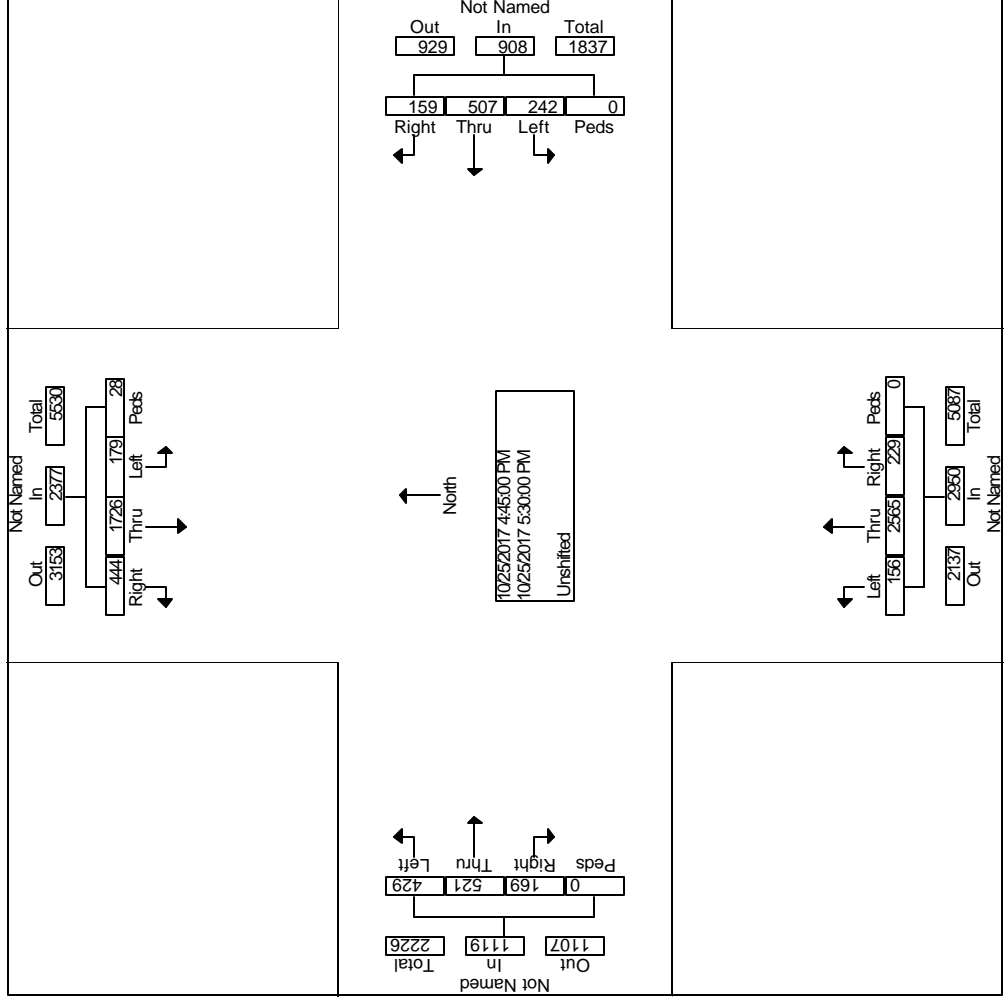 Not Named
Out In Total
929 908 1837
159 507 242 0
Right Thru Left Peds
Not Named
Out In Total
3153 2377 5530
444 1726 179 28
Right Thru Left Peds
North
10/25/2017 4:45:00 PM
10/25/2017 5:30:00 PM
Unshifted
Left Thru Right Peds
156 2565 229 0
2137 2950 5087
Out In Total
Not Named
Peds Right Thru Left
0 169 521 429
1107 1119 2226
Out In Total
Not Named